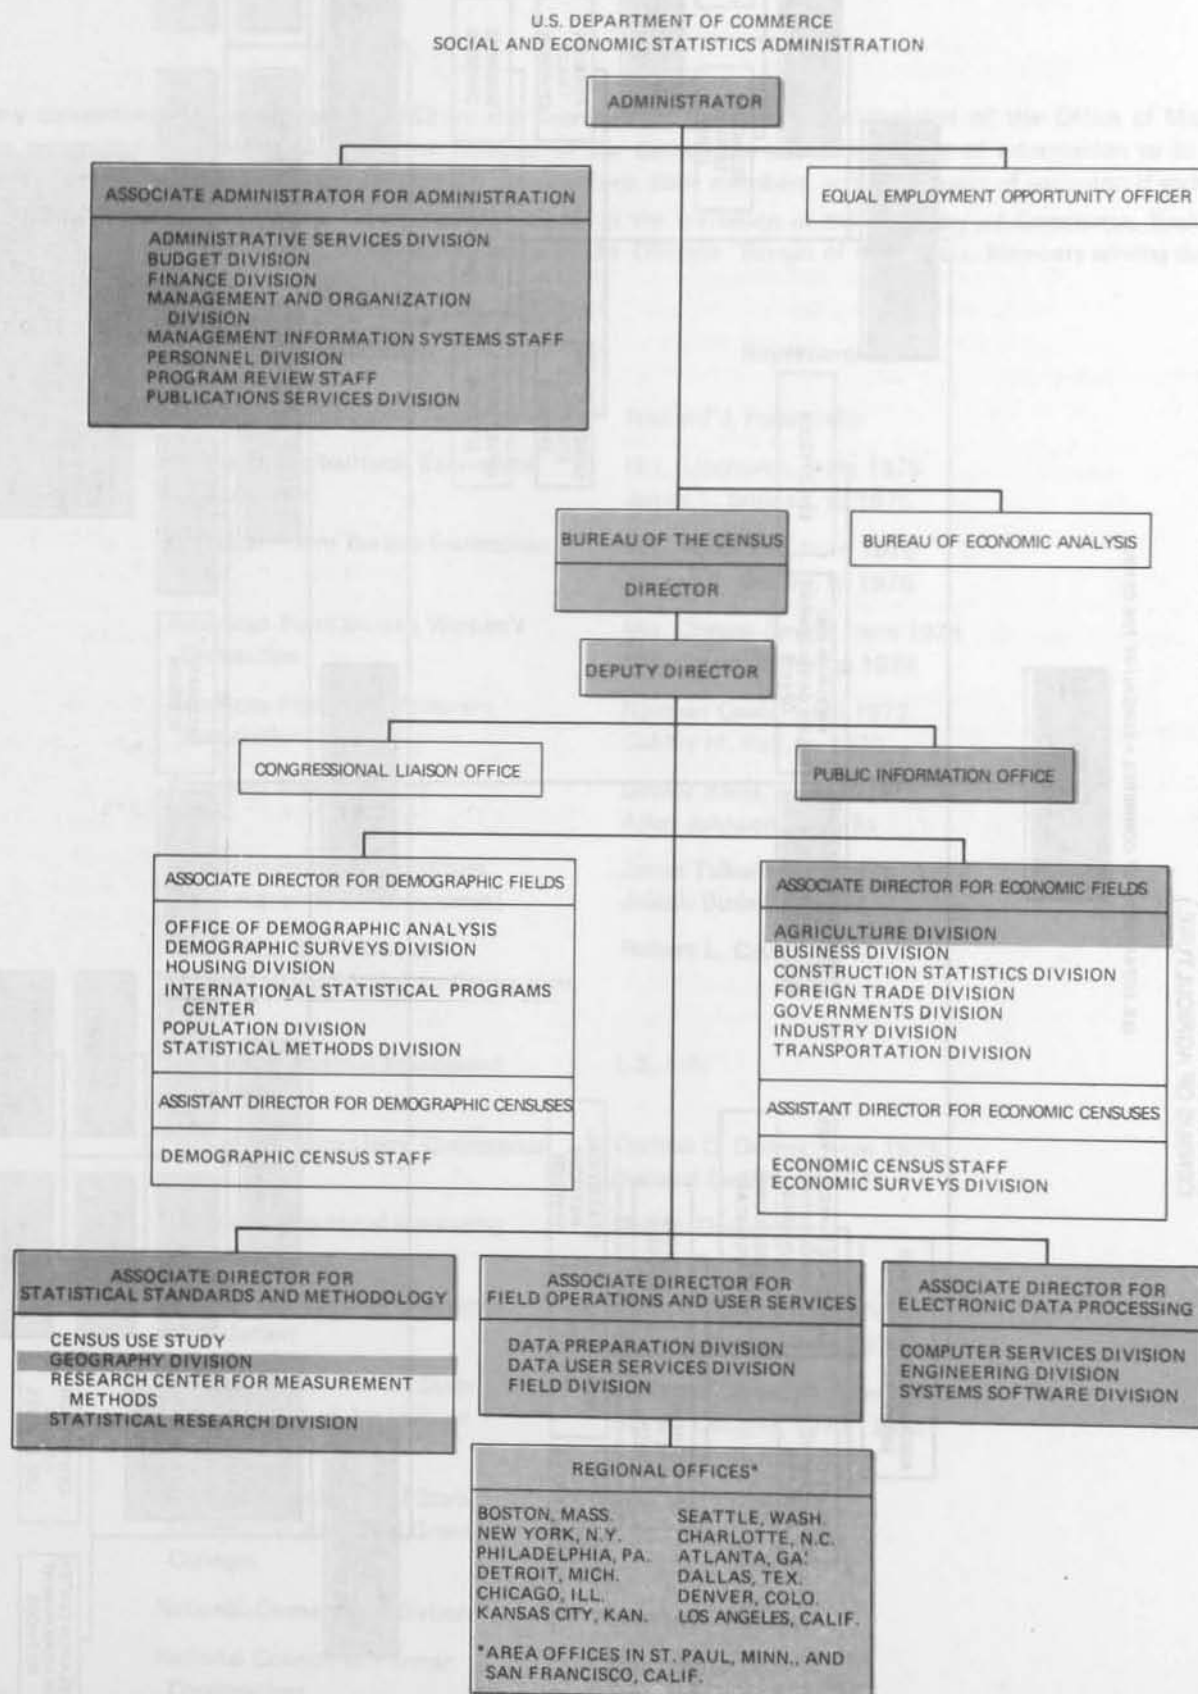 U.S. DEPARTMENT OF COMMERCE
SOCIAL AND ECONOMIC STATISTICS ADMINISTRATION
ADMINISTRATOR
ASSOCIATE ADMINISTRATOR FOR ADMINISTRATION
ADMINISTRATIVE SERVICES DIVISION
BUDGET DIVISION
FINANCE DIVISION
MANAGEMENT AND ORGANIZATION
DIVISION
MANAGEMENT INFORMATION SYSTEMS STAFF
PERSONNEL DIVISION
PROGRAM REVIEW STAFF
PUBLICATIONS SERVICES DIVISION
EQUAL EMPLOYMENT OPPORTUNITY OFFICER
BUREAU OF THE CENSUS
DIRECTOR
BUREAU OF ECONOMIC ANALYSIS
DEPUTY DIRECTOR
CONGRESSIONAL LIAISON OFFICE
PUBLIC INFORMATION OFFICE
ASSOCIATE DIRECTOR FOR DEMOGRAPHIC FIELDS
OFFICE OF DEMOGRAPHIC ANALYSIS
DEMOGRAPHIC SURVEYS DIVISION
HOUSING DIVISION
INTERNATIONAL STATISTICAL PROGRAMS
CENTER
POPULATION DIVISION
STATISTICAL METHODS DIVISION
ASSISTANT DIRECTOR FOR DEMOGRAPHIC CENSUSES
DEMOGRAPHIC CENSUS STAFF
ASSOCIATE DIRECTOR FOR ECONOMIC FIELDS
AGRICULTURE DIVISION
BUSINESS DIVISION
CONSTRUCTION STATISTICS DIVISION
FOREIGN TRADE DIVISION
GOVERNMENTS DIVISION
INDUSTRY DIVISION
TRANSPORTATION DIVISION
ASSISTANT DIRECTOR FOR ECONOMIC CENSUSES
ECONOMIC CENSUS STAFF
ECONOMIC SURVEYS DIVISION
ASSOCIATE DIRECTOR FOR
STATISTICAL STANDARDS AND METHODOLOGY
CENSUS USE STUDY
GEOGRAPHY DIVISION
RESEARCH CENTER FOR MEASUREMENT
METHODS
STATISTICAL RESEARCH DIVISION
ASSOCIATE DIRECTOR FOR
FIELD OPERATIONS AND USER SERVICES
DATA PREPARATION DIVISION
DATA USER SERVICES DIVISION
FIELD DIVISION
ASSOCIATE DIRECTOR FOR
ELECTRONIC DATA PROCESSING
COMPUTER SERVICES DIVISION
ENGINEERING DIVISION
SYSTEMS SOFTWARE DIVISION
REGIONAL OFFICES*
BOSTON, MASS. SEATTLE, WASH.
NEW YORK, N.Y. CHARLOTTE, N.C.
PHILADELPHIA, PA. ATLANTA, GA.
DETROIT, MICH. DALLAS, TEX.
CHICAGO, ILL. DENVER, COLO.
KANSAS CITY, KAN. LOS ANGELES, CALIF.
*AREA OFFICES IN ST. PAUL, MINN., AND
SAN FRANCISCO, CALIF.